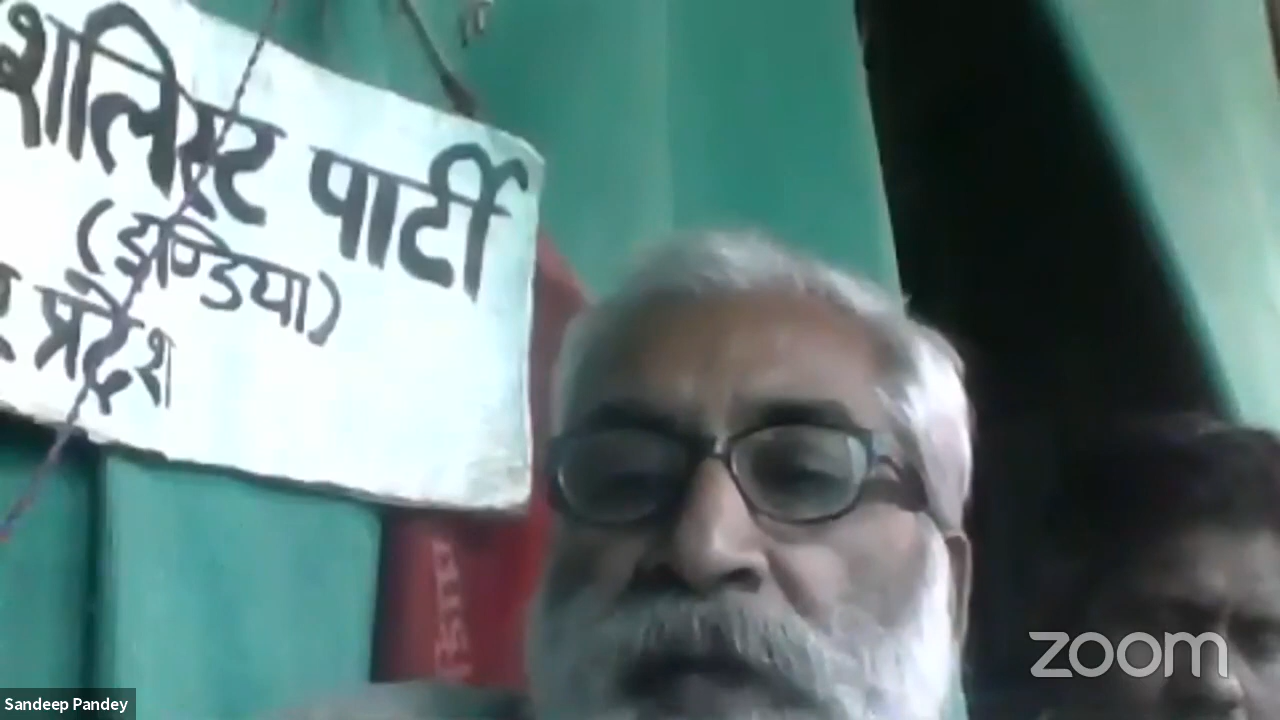 शलिस्ट पार्टी
(इण्डिया)
प्रदेश
zoom
Sandeep Pandey